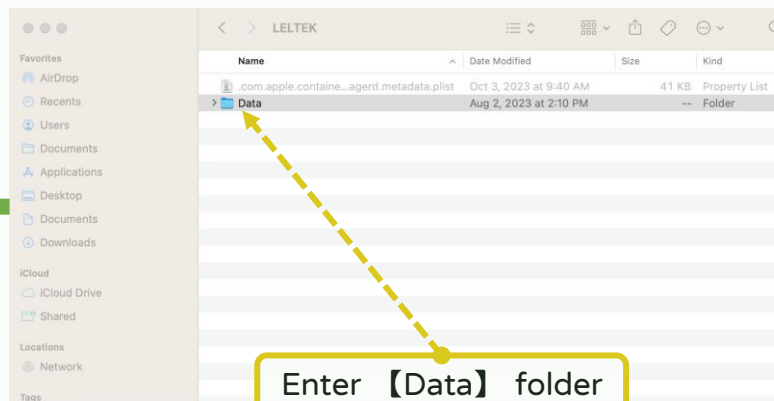 LELTEK
Favorites
AirDrop
Recents
Users
Documents
Applications
Desktop
Documents
Downloads
iCloud
iCloud Drive
Shared
Locations
Network
Tags
Name Date Modified Size Kind
.com.apple.containe...agerd.metadata.plist Oct 3, 2023 at 9:40 AM 41 KB Property List
Data Aug 2, 2023 at 2:10 PM -- Folder
Enter 【Data】 folder